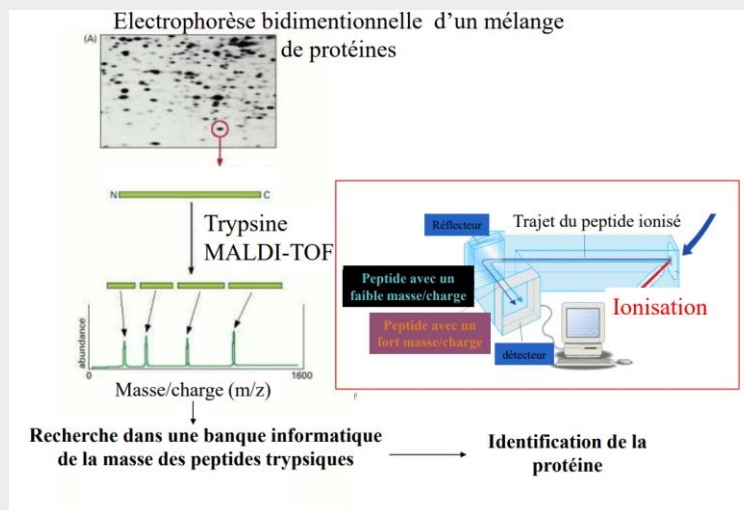 Electrophorèse bidimentionnelle d'un mélange
de protéines
(A)
N
C
Trypsine
MALDI-TOF
abundance
0
1600
Masse/charge (m/z)
Réflecteur
Trajet du peptide ionisé
Peptide avec un
faible masse/charge
Ionisation
Peptide avec un
fort masse/charge
détecteur
Recherche dans une banque informatique
de la masse des peptides trypsiques
Identification de la
protéine